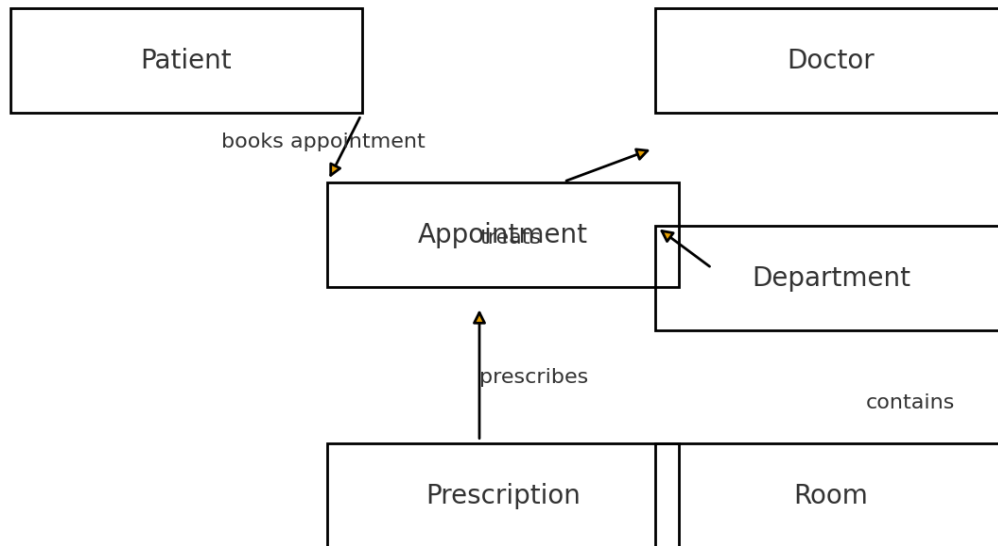 Patient
Doctor
books appointment
Appointment
treats
Department
prescribes
contains
Prescription
Room